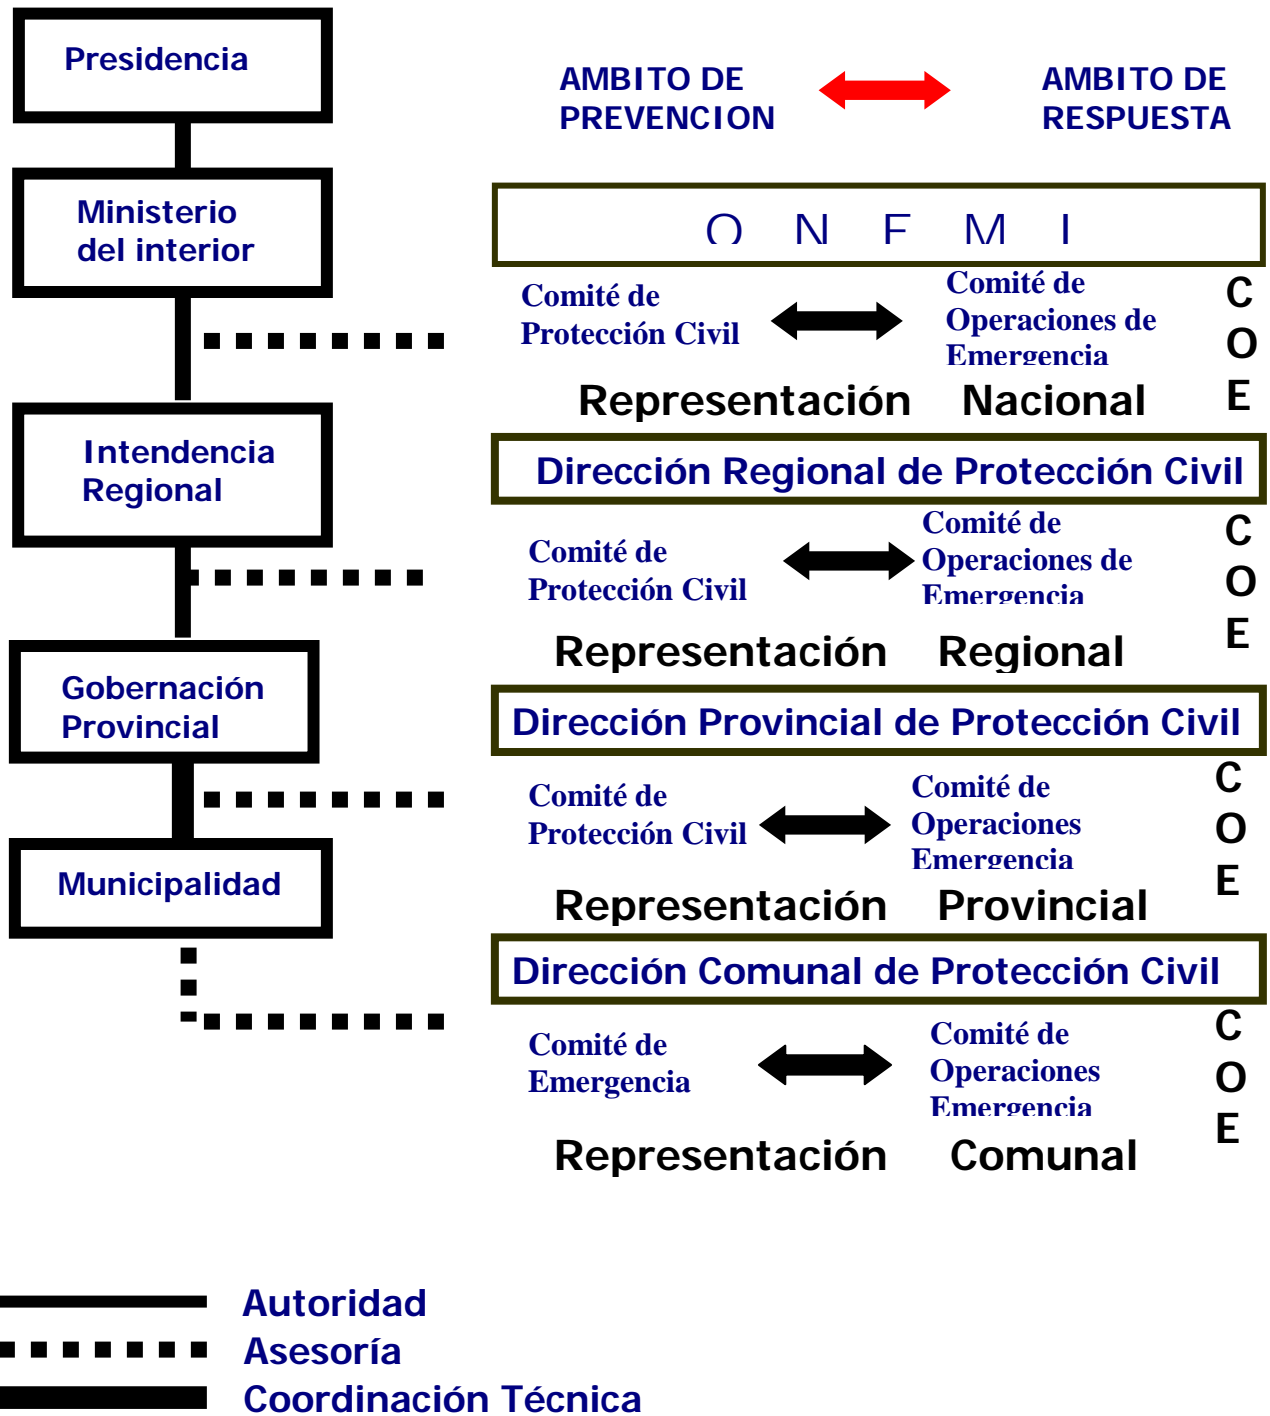 Presidencia
Ministerio
del interior
Intendencia
Regional
Gobernación
Provincial
Municipalidad
AMBITO DE
PREVENCION
AMBITO DE
RESPUESTA
O N E M I
Comité de
Protección Civil
Comité de
Operaciones de
Emergencia
C
O
E
Representación Nacional
Dirección Regional de Protección Civil
Comité de
Protección Civil
Comité de
Operaciones de
Emergencia
C
O
E
Representación Regional
Dirección Provincial de Protección Civil
Comité de
Protección Civil
Comité de
Operaciones
Emergencia
C
O
E
Representación Provincial
Dirección Comunal de Protección Civil
Comité de
Emergencia
Comité de
Operaciones
Emergencia
C
O
E
Representación Comunal
Autoridad
Asesoría
Coordinación Técnica